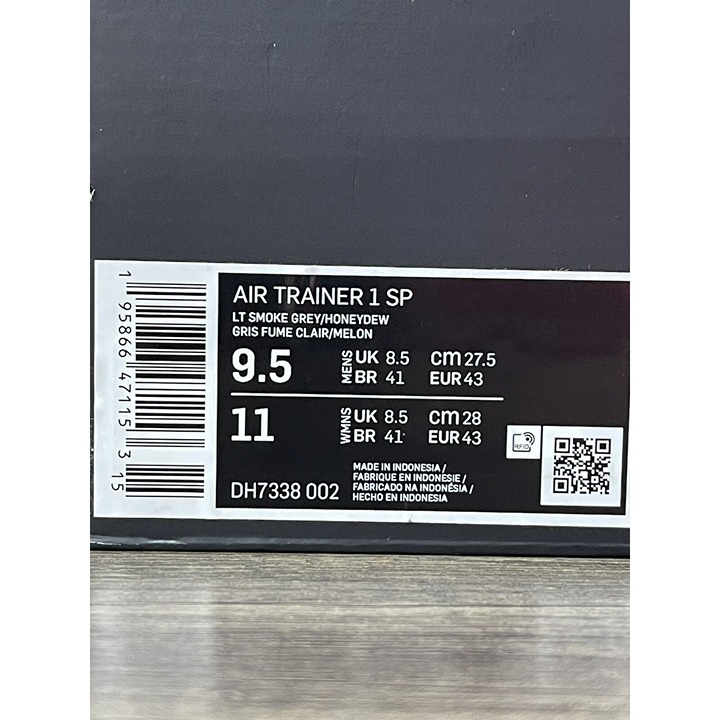 AIR TRAINER 1 SP
LT SMOKE GREY/HONEYDEW
GRIS FUME CLAIR/MELON
9.5 MENS UK 8.5 cm 27.5
BR 41 EUR 43
11 WMNS UK 8.5 cm 28
BR 41 EUR 43
RFID
DH7338 002
MADE IN INDONESIA /
FABRIQUE EN INDONESIE /
FABRICADO NA INDONÉSIA /
HECHO EN INDONESIA
1 95866 47115 3 15